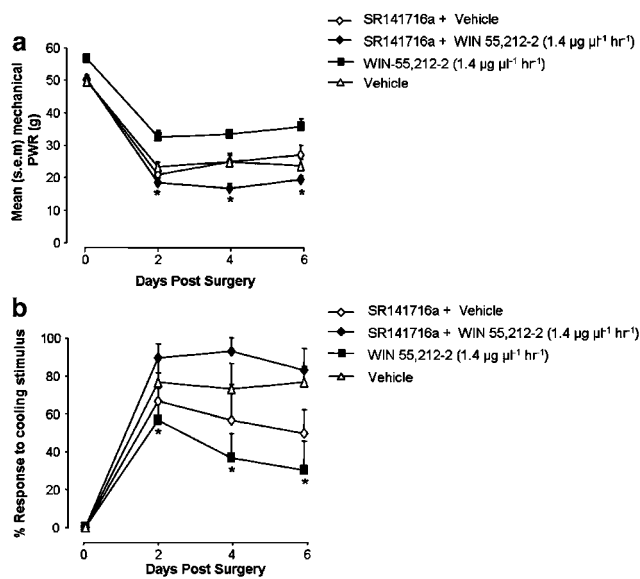 a
SR141716a + Vehicle
SR141716a + WIN 55,212-2 (1.4 µg µl⁻¹ hr⁻¹)
WIN-55,212-2 (1.4 µg µl⁻¹ hr⁻¹)
Vehicle
Mean (s.e.m) mechanical
PWR (g)
60
50
40
30
20
10
0
* * *
0 2 4 6
Days Post Surgery
b
SR141716a + Vehicle
SR141716a + WIN 55,212-2 (1.4 µg µl⁻¹ hr⁻¹)
WIN 55,212-2 (1.4 µg µl⁻¹ hr⁻¹)
Vehicle
% Response to cooling stimulus
100
80
60
40
20
0
* * *
0 2 4 6
Days Post Surgery